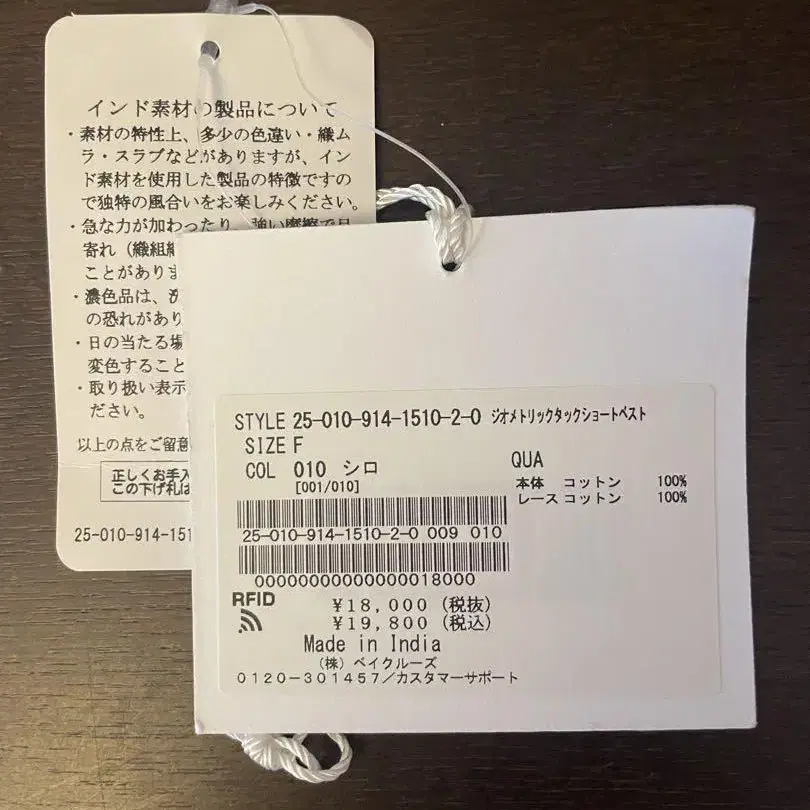 インド素材の製品について
・素材の特性上、多少の色違い・織ム
ラ・スラブなどがありますが、イン
ド素材を使用した製品の特徴ですの
で独特の風合いをお楽しみください。
・急な力が加わったり、強い摩擦で目
寄れ（織組織
ことがありま
・濃色品は、洗
の恐れがあり
・日の当たる場
変色すること
・取り扱い表示
ださい。
以上の点をご留意
正しくお手入
この下げ札は
25-010-914-151
STYLE 25-010-914-1510-2-0 ジオメトリックタックショートベスト
SIZE F
COL 010 シロ
[001/010]
QUA
本体 コットン 100%
レース コットン 100%
25-010-914-1510-2-0 009 010
00000000000000018000
RFID
¥18,000 (税抜)
¥19,800 (税込)
Made in India
（株）ベイクルーズ
0120-301457／カスタマーサポート